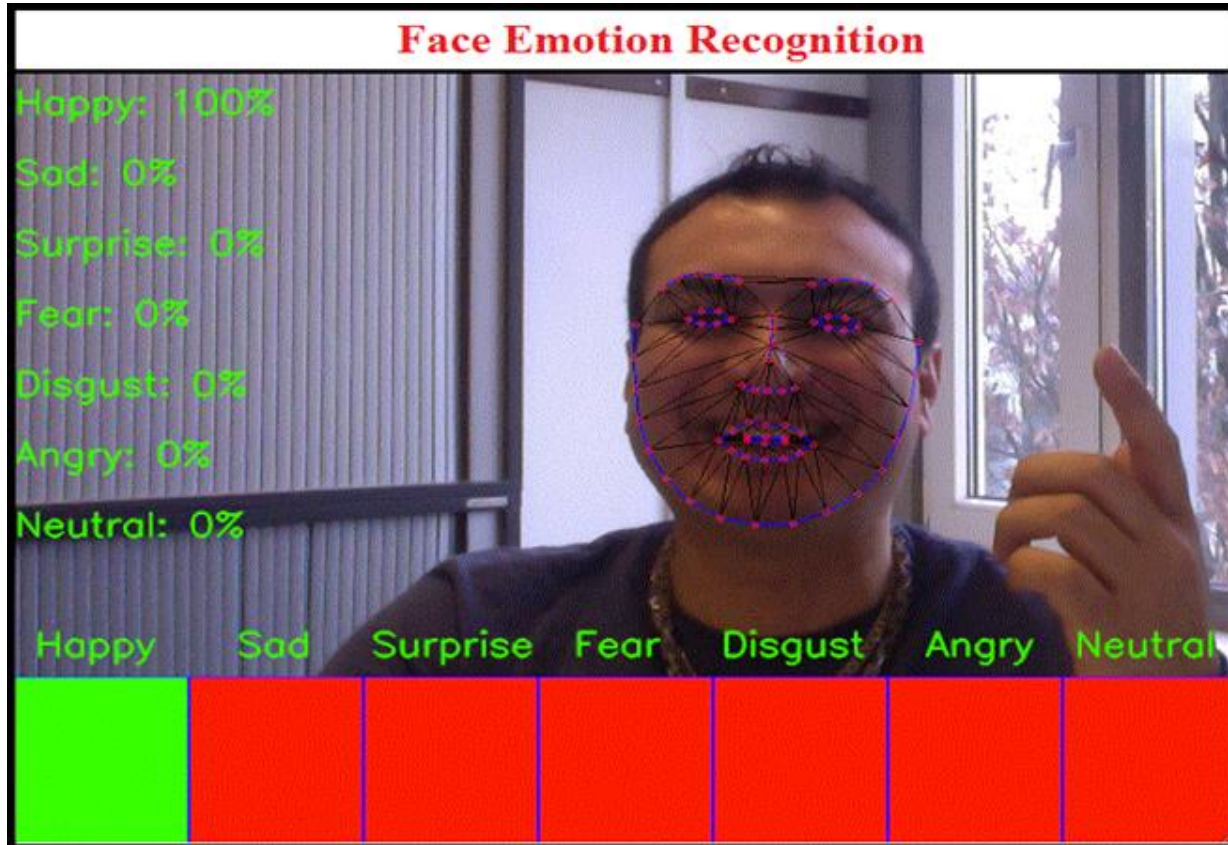 Face Emotion Recognition
Happy: 100%
Sad: 0%
Surprise: 0%
Fear: 0%
Disgust: 0%
Angry: 0%
Neutral: 0%
Happy Sad Surprise Fear Disgust Angry Neutral